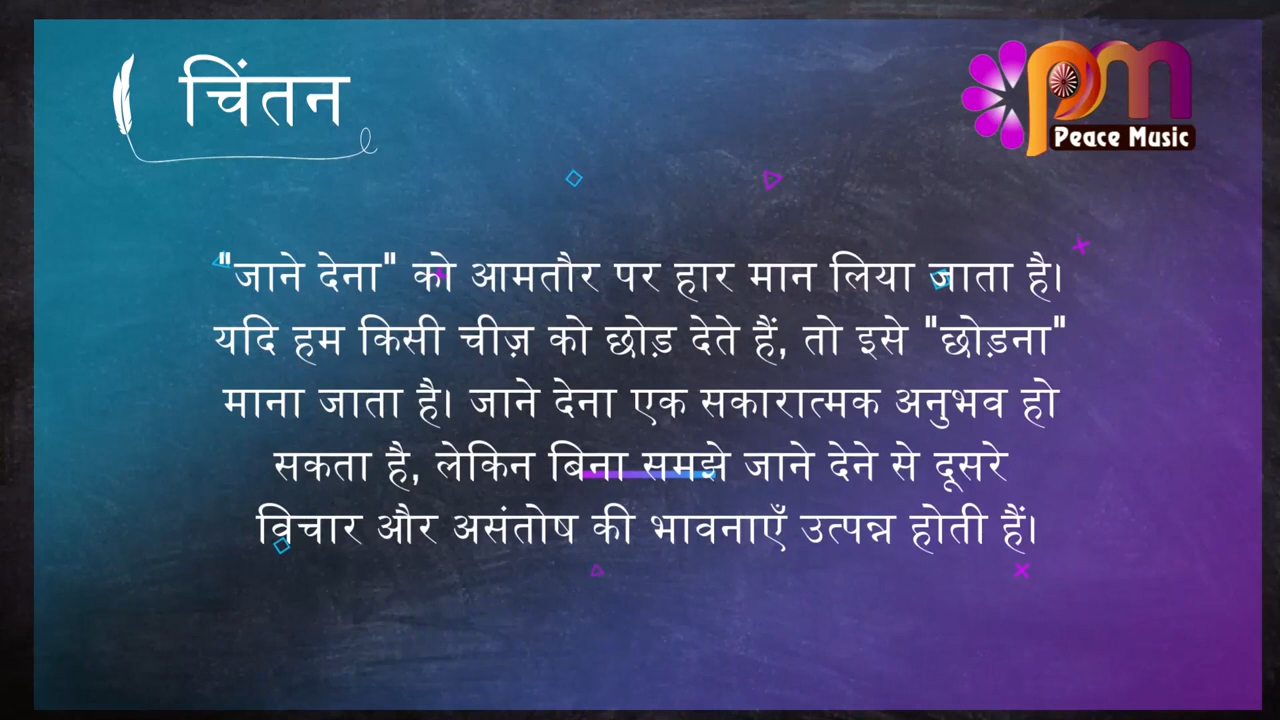 चिंतन
pm
Peace Music
"जाने देना" को आमतौर पर हार मान लिया जाता है।
यदि हम किसी चीज़ को छोड़ देते हैं, तो इसे "छोड़ना"
माना जाता है। जाने देना एक सकारात्मक अनुभव हो
सकता है, लेकिन बिना समझे जाने देने से दूसरे
विचार और असंतोष की भावनाएँ उत्पन्न होती हैं।